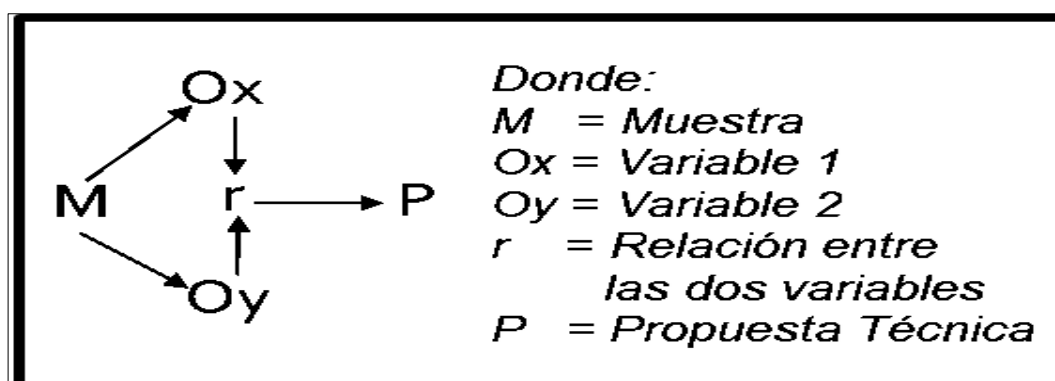 Ox
M
r
P
Oy
Donde:
M = Muestra
Ox = Variable 1
Oy = Variable 2
r = Relación entre
las dos variables
P = Propuesta Técnica